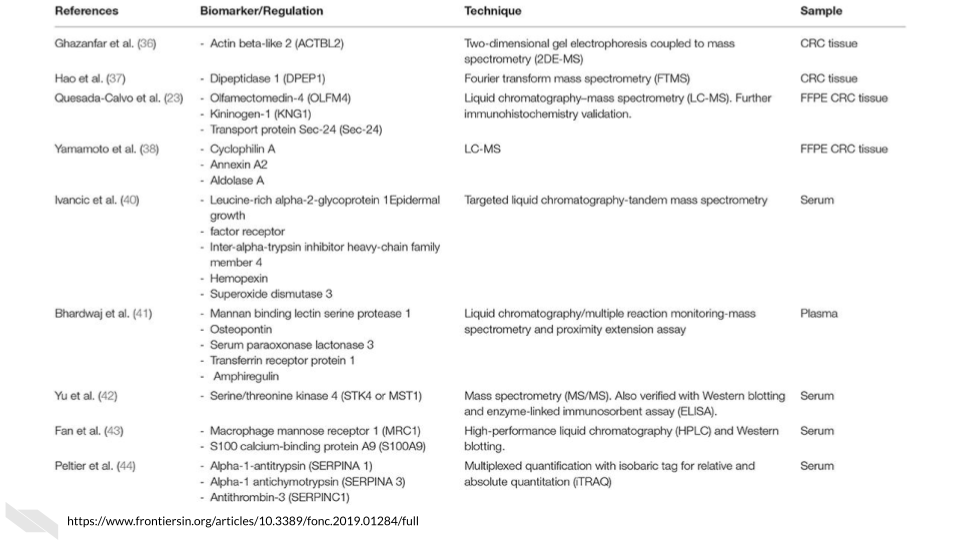 References Biomarker/Regulation Technique Sample
Ghazanfar et al. (36) - Actin beta-like 2 (ACTBL2) Two-dimensional gel electrophoresis coupled to mass CRC tissue
spectrometry (2DE-MS)
Hao et al. (37) - Dipeptidase 1 (DPEP1) Fourier transform mass spectrometry (FTMS) CRC tissue
Quesada-Calvo et al. (23) - Olfamectomedin-4 (OLFM4) Liquid chromatography–mass spectrometry (LC-MS). Further FFPE CRC tissue
- Kininogen-1 (KNG1) immunohistochemistry validation.
- Transport protein Sec-24 (Sec-24)
Yamamoto et al. (38) - Cyclophilin A LC-MS FFPE CRC tissue
- Annexin A2
- Aldolase A
Ivancic et al. (40) - Leucine-rich alpha-2-glycoprotein 1Epidermal Targeted liquid chromatography-tandem mass spectrometry Serum
growth
- factor receptor
- Inter-alpha-trypsin inhibitor heavy-chain family
member 4
- Hemopexin
- Superoxide dismutase 3
Bhardwaj et al. (41) - Mannan binding lectin serine protease 1 Liquid chromatography/multiple reaction monitoring-mass Plasma
- Osteopontin spectrometry and proximity extension assay
- Serum paraoxonase lactonase 3
- Transferrin receptor protein 1
- Amphiregulin
Yu et al. (42) - Serine/threonine kinase 4 (STK4 or MST1) Mass spectrometry (MS/MS). Also verified with Western blotting Serum
and enzyme-linked immunosorbent assay (ELISA).
Fan et al. (43) - Macrophage mannose receptor 1 (MRC1) High-performance liquid chromatography (HPLC) and Western Serum
- S100 calcium-binding protein A9 (S100A9) blotting.
Peltier et al. (44) - Alpha-1-antitrypsin (SERPINA 1) Multiplexed quantification with isobaric tag for relative and Serum
- Alpha-1 antichymotrypsin (SERPINA 3) absolute quantitation (iTRAQ)
- Antithrombin-3 (SERPINC1)
https://www.frontiersin.org/articles/10.3389/fonc.2019.01284/full